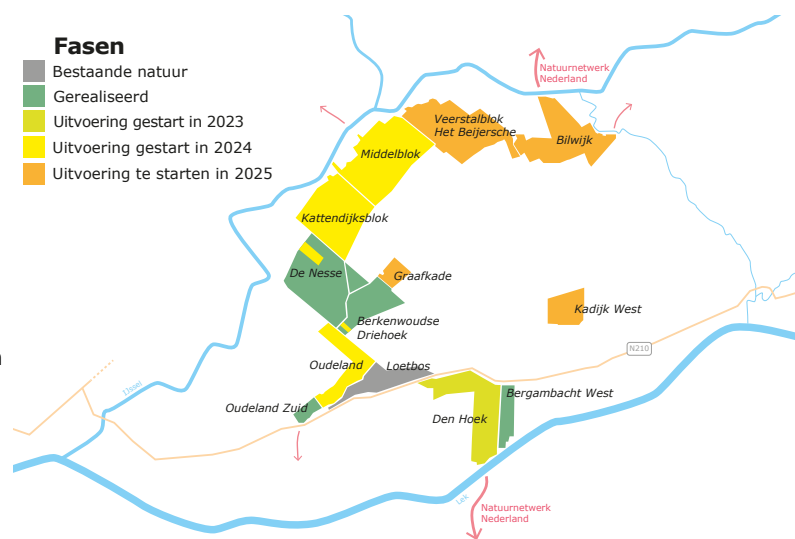 Fasen
Bestaande natuur
Gerealiseerd
Uitvoering gestart in 2023
Uitvoering gestart in 2024
Uitvoering te starten in 2025
Natuurnetwerk
Nederland
Veerstalblok
Het Beijersche
Bilwijk
Middelblok
Kattendijksblok
De Nesse
Graafkade
Kadijk West
Berkenwoudse
Driehoek
N210
Oudeland
Loetbos
IJssel
Bergambacht West
Oudeland Zuid
Den Hoek
Lek
Natuurnetwerk
Nederland